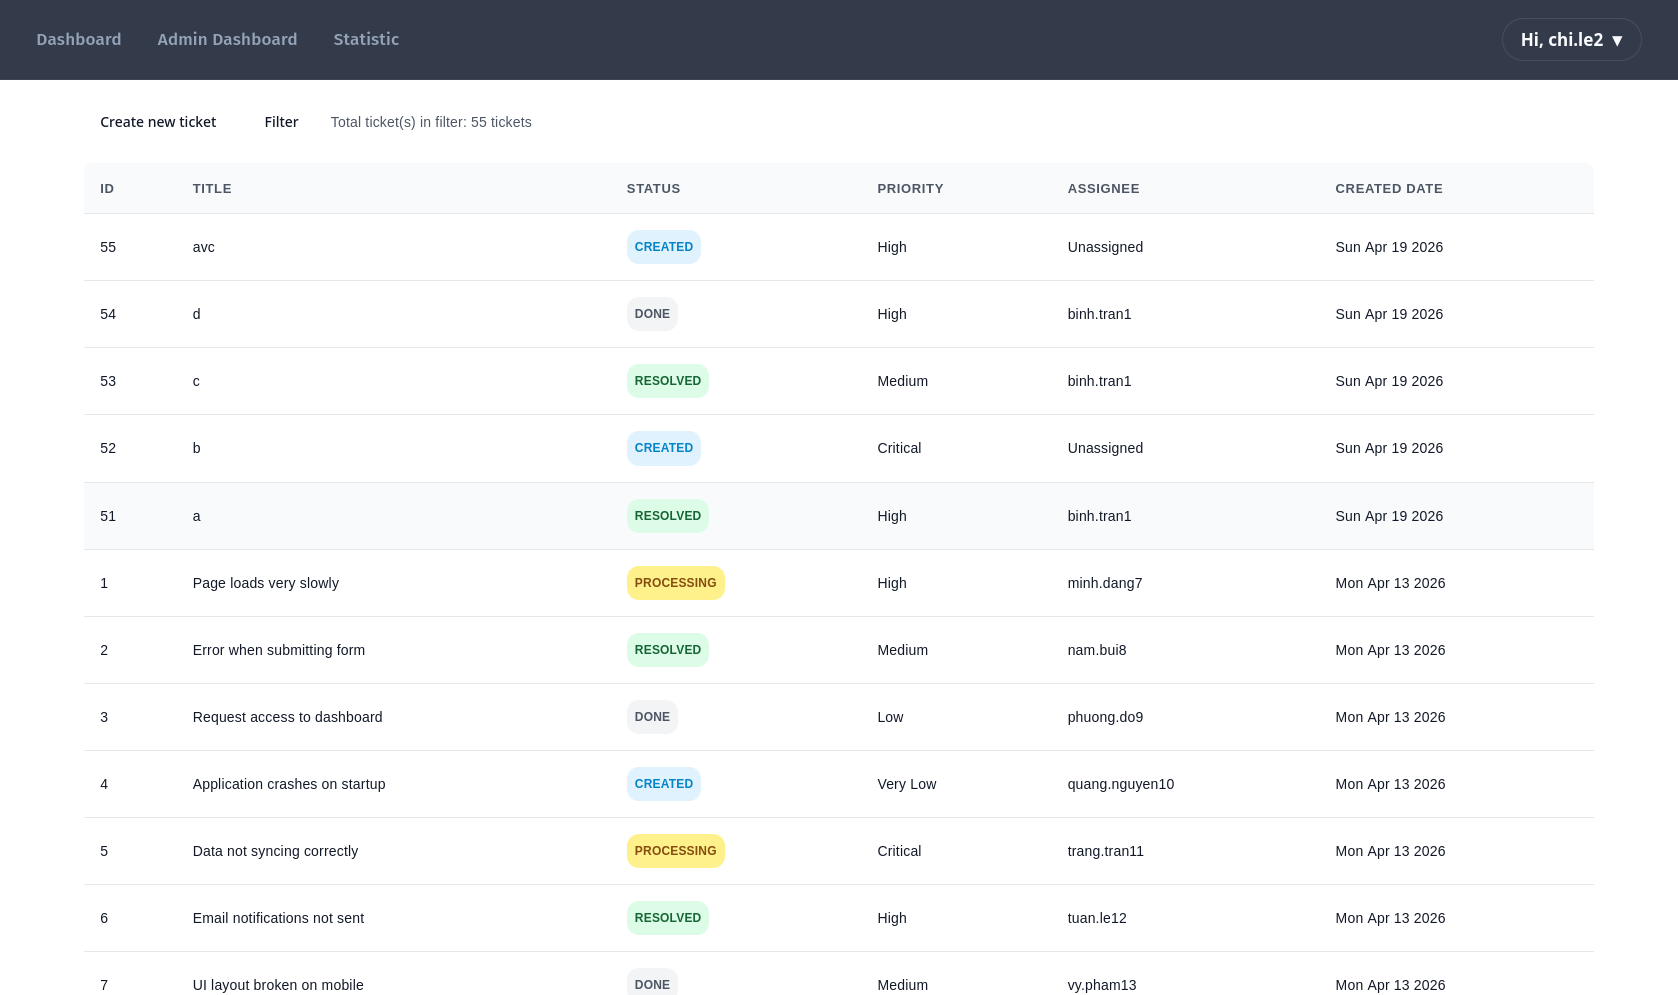 Dashboard Admin Dashboard Statistic Hi, chi.le2 ▼
Create new ticket Filter Total ticket(s) in filter: 55 tickets
ID TITLE STATUS PRIORITY ASSIGNEE CREATED DATE
55 avc CREATED High Unassigned Sun Apr 19 2026
54 d DONE High binh.tran1 Sun Apr 19 2026
53 c RESOLVED Medium binh.tran1 Sun Apr 19 2026
52 b CREATED Critical Unassigned Sun Apr 19 2026
51 a RESOLVED High binh.tran1 Sun Apr 19 2026
1 Page loads very slowly PROCESSING High minh.dang7 Mon Apr 13 2026
2 Error when submitting form RESOLVED Medium nam.bui8 Mon Apr 13 2026
3 Request access to dashboard DONE Low phuong.do9 Mon Apr 13 2026
4 Application crashes on startup CREATED Very Low quang.nguyen10 Mon Apr 13 2026
5 Data not syncing correctly PROCESSING Critical trang.tran11 Mon Apr 13 2026
6 Email notifications not sent RESOLVED High tuan.le12 Mon Apr 13 2026
7 UI layout broken on mobile DONE Medium vy.pham13 Mon Apr 13 2026